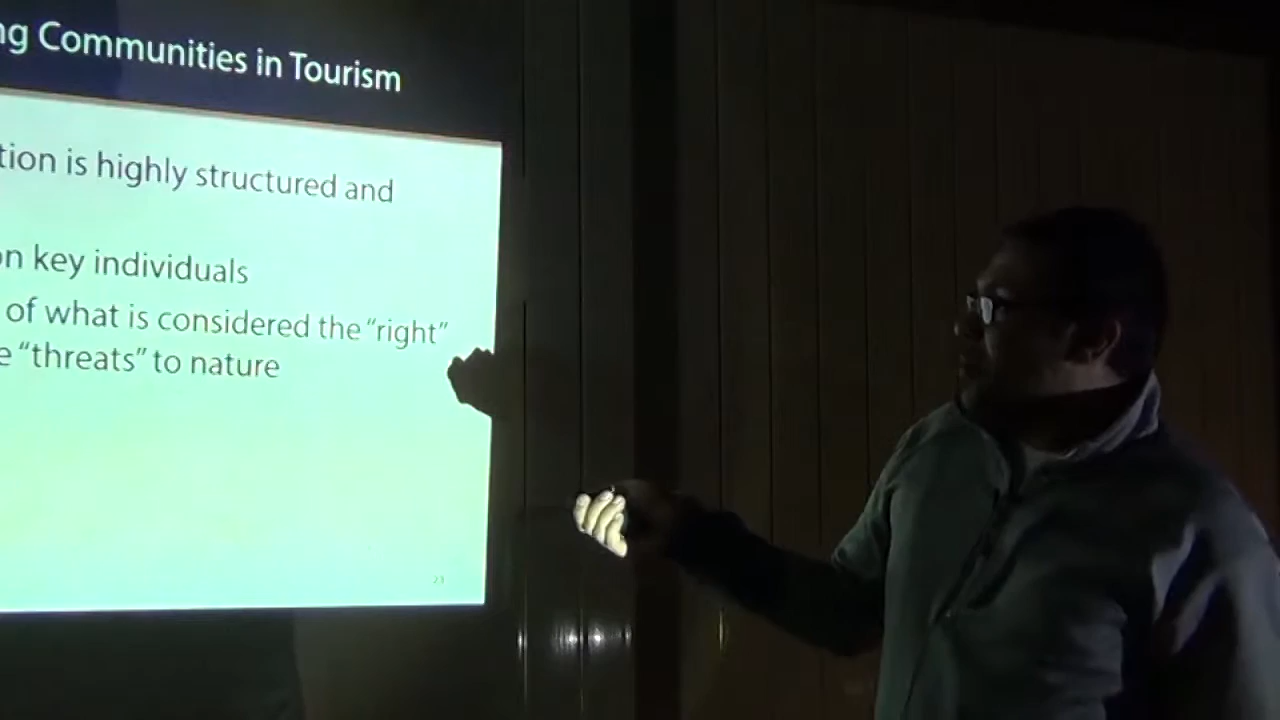 ng Communities in Tourism
tion is highly structured and
on key individuals
of what is considered the “right”
e “threats” to nature